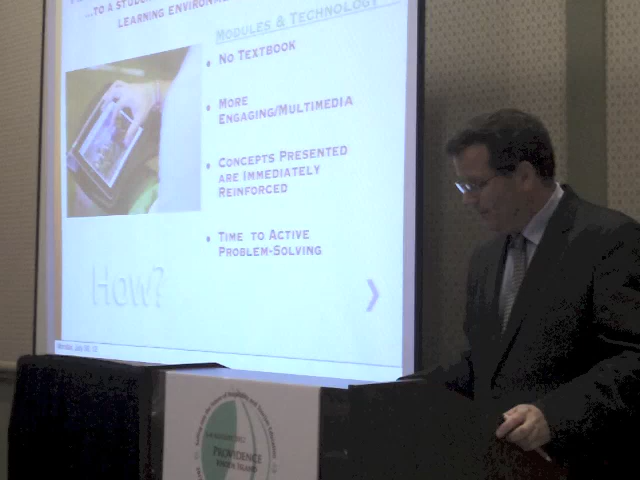 ...TO A STUDENT
LEARNING ENVIRONMEN
MODULES & TECHNOLOGY
• NO TEXTBOOK
• MORE
ENGAGING/MULTIMEDIA
• CONCEPTS PRESENTED
ARE IMMEDIATELY
REINFORCED
• TIME TO ACTIVE
PROBLEM-SOLVING
How?
PROVIDENCE
RHODE ISLAND